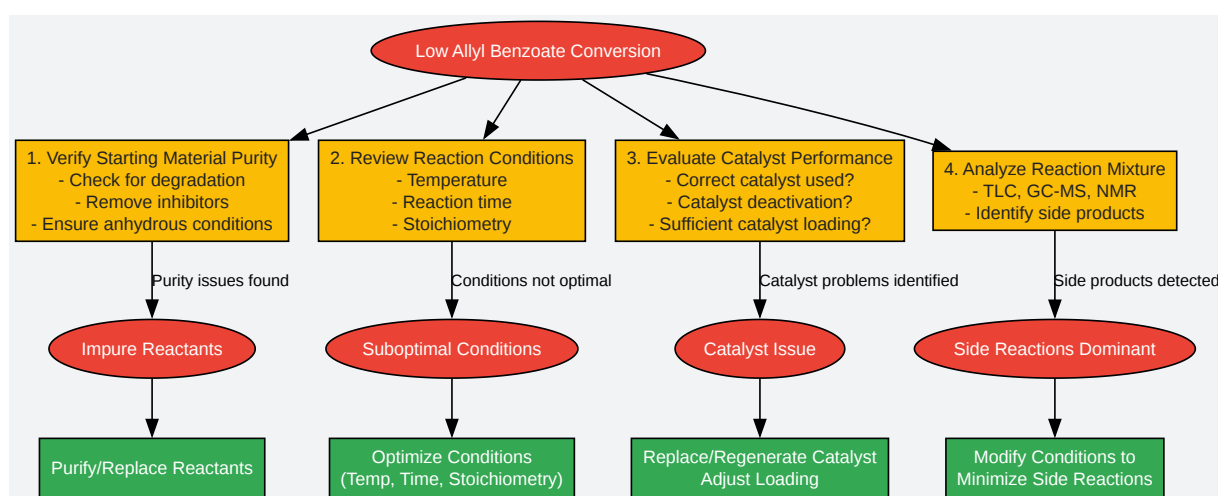 Low Allyl Benzoate Conversion
1. Verify Starting Material Purity
- Check for degradation
- Remove inhibitors
- Ensure anhydrous conditions
2. Review Reaction Conditions
- Temperature
- Reaction time
- Stoichiometry
3. Evaluate Catalyst Performance
- Correct catalyst used?
- Catalyst deactivation?
- Sufficient catalyst loading?
4. Analyze Reaction Mixture
- TLC, GC-MS, NMR
- Identify side products
Purity issues found
Conditions not optimal
Catalyst problems identified
Side products detected
Impure Reactants
Suboptimal Conditions
Catalyst Issue
Side Reactions Dominant
Purify/Replace Reactants
Optimize Conditions
(Temp, Time, Stoichiometry)
Replace/Regenerate Catalyst
Adjust Loading
Modify Conditions to
Minimize Side Reactions